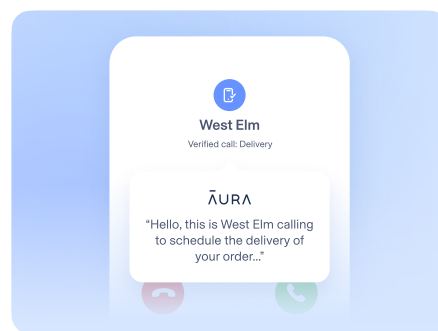 West Elm
Verified call: Delivery
ĀURA
“Hello, this is West Elm calling
to schedule the delivery of
your order...”